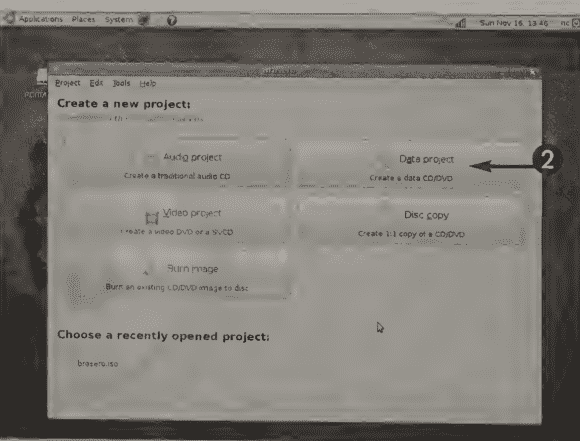 Applications Places System
Sun Nov 16, 13:46
Project Edit Tools Help
Create a new project:
Audio project
Create a traditional audio CD
Data project
Create a data CD/DVD
2
Video project
Create a video DVD or a SVCD
Disc copy
Create 1:1 copy of a CD/DVD
Burn image
Burn an existing CD/DVD image to disc
Choose a recently opened project:
brasero.iso